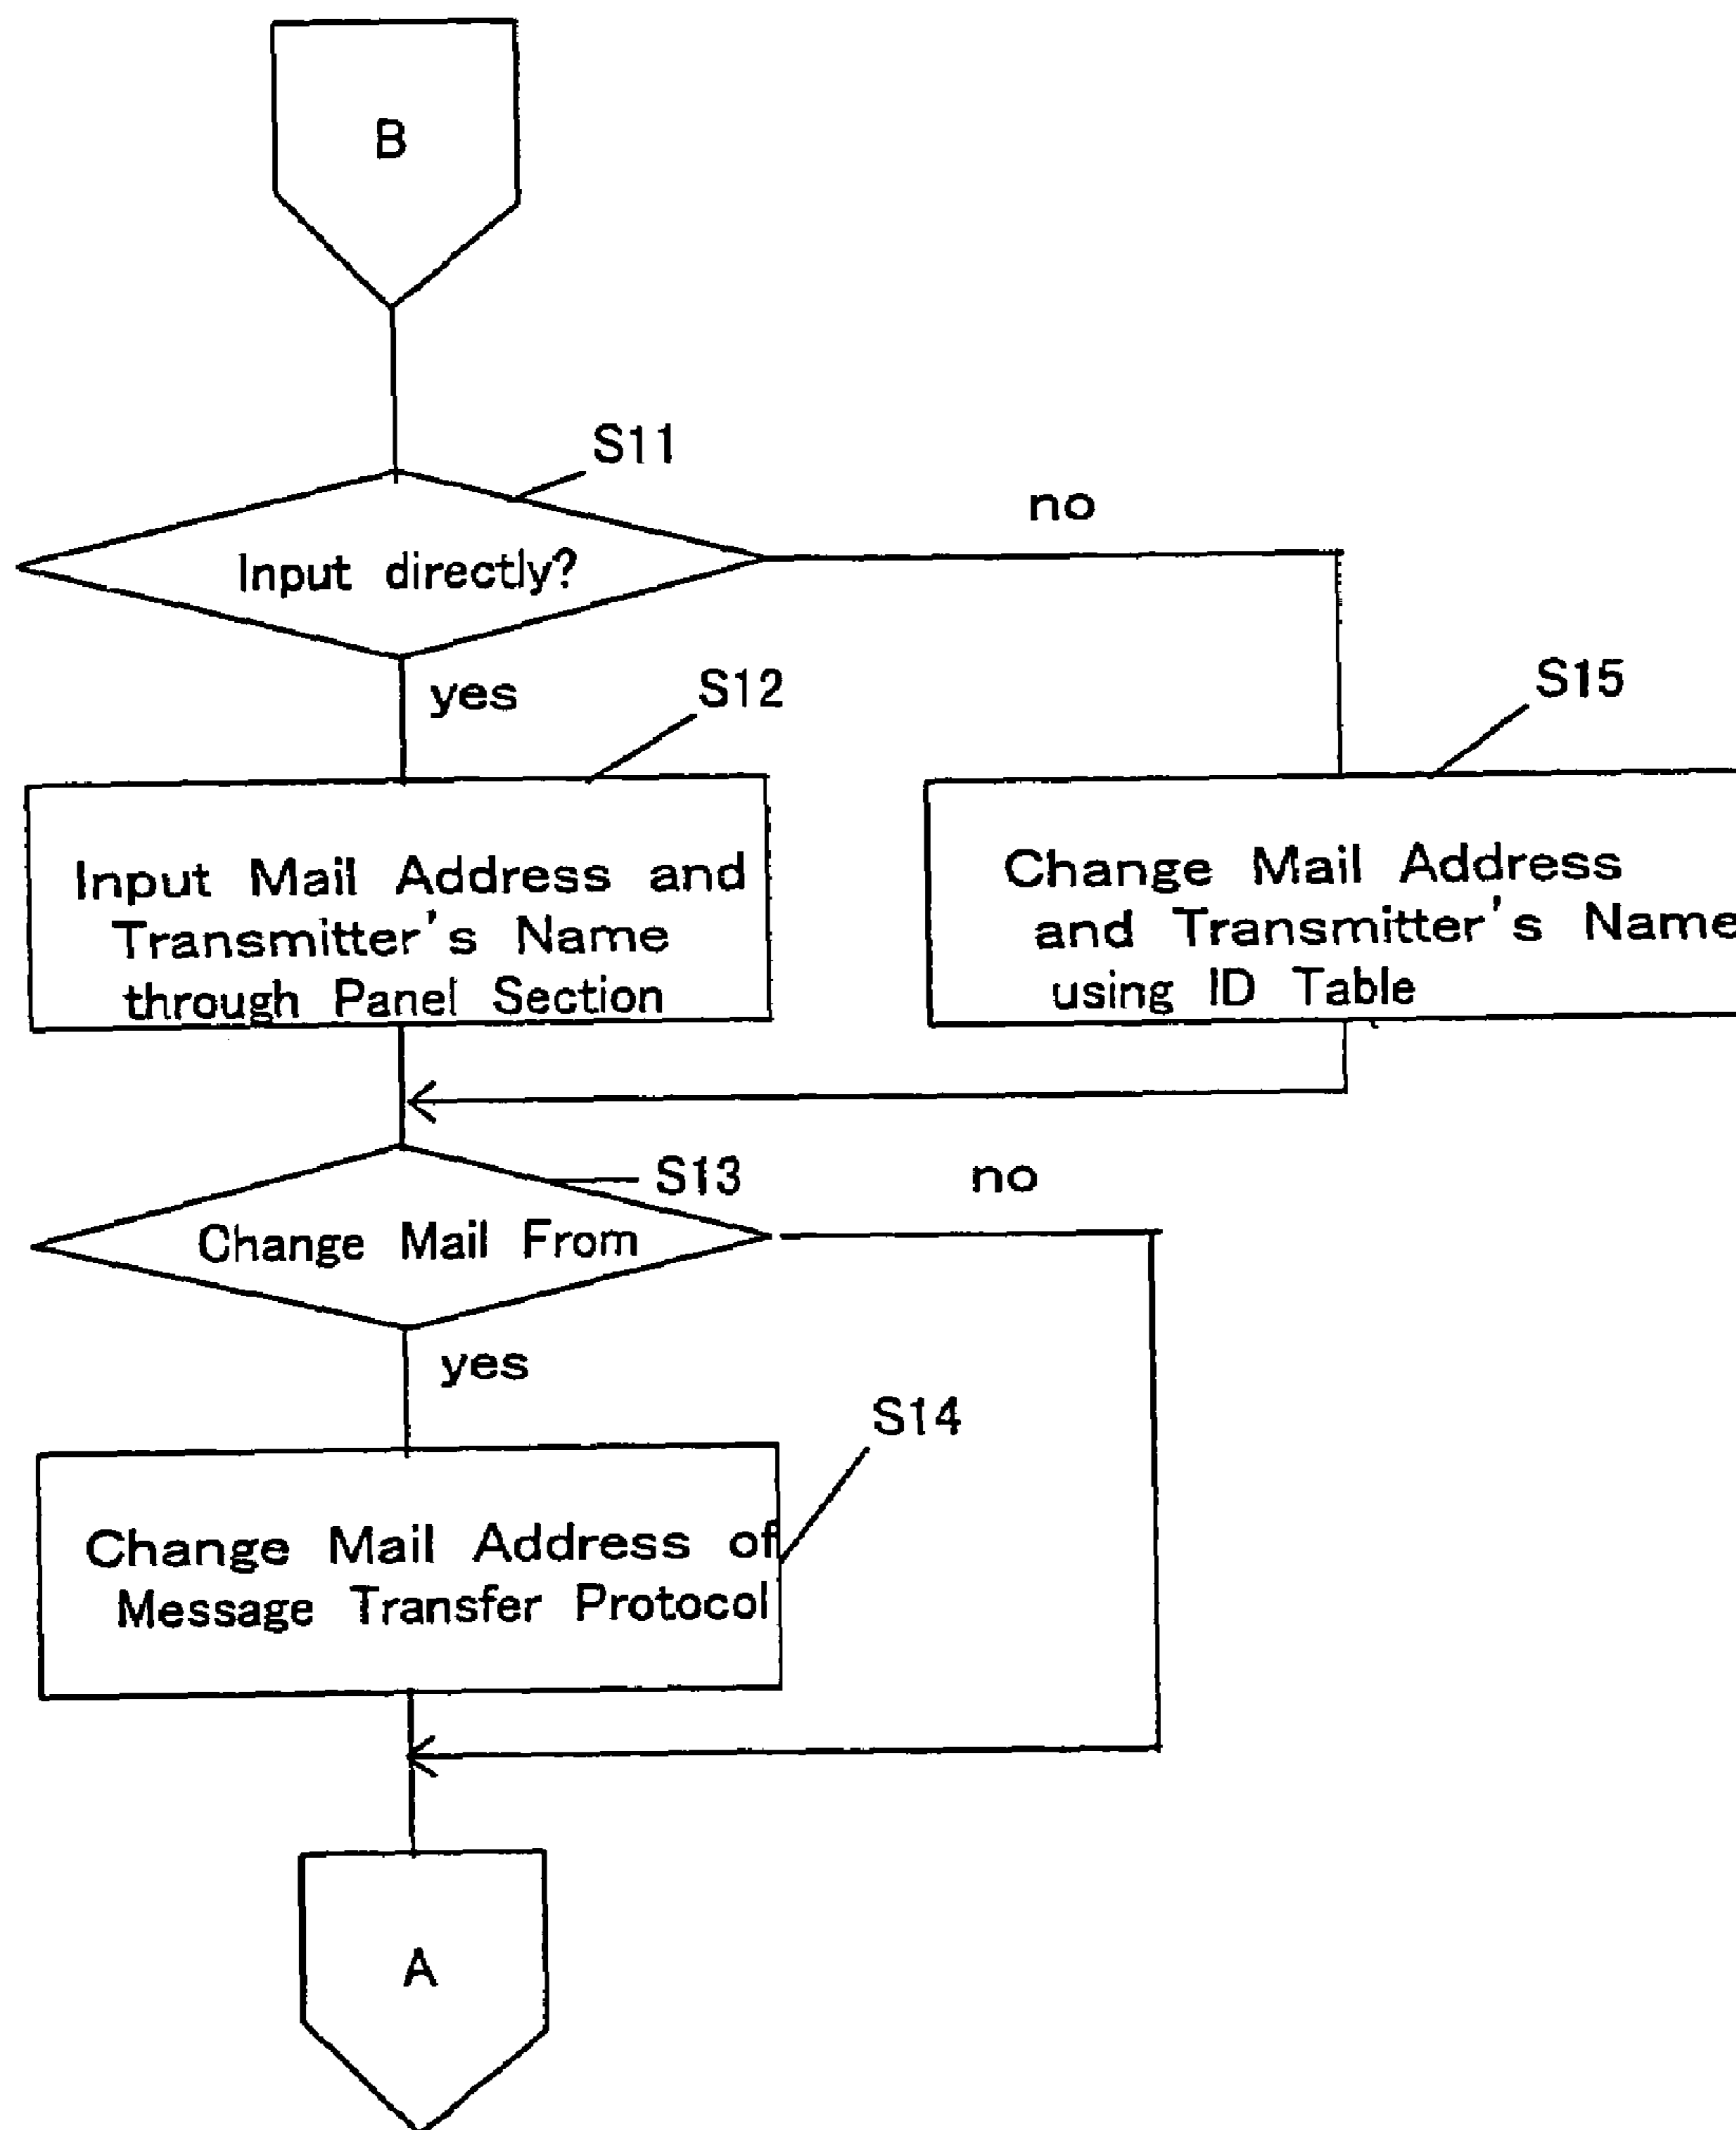 B
S11
Input directly?
no
yes
S12
S15
Input Mail Address and
Transmitter's Name
through Panel Section
Change Mail Address
and Transmitter's Name
using ID Table
S13
no
Change Mail From
yes
S14
Change Mail Address of
Message Transfer Protocol
A